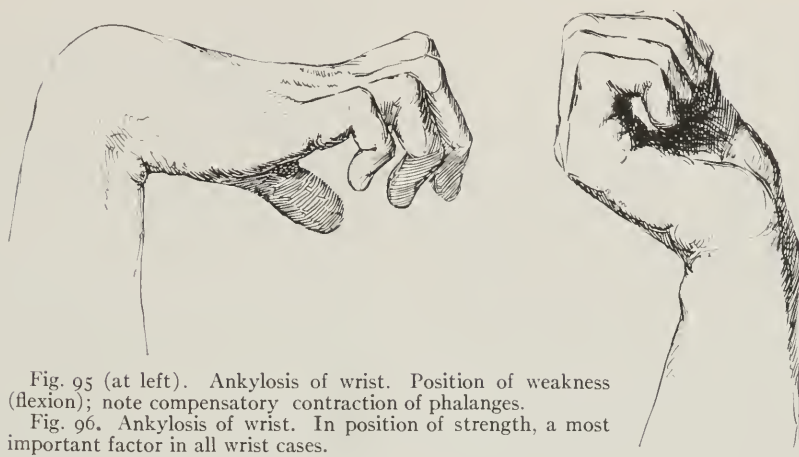 Fig. 95 (at left). Ankylosis of wrist. Position of weakness
(flexion); note compensatory contraction of phalanges.
Fig. 96. Ankylosis of wrist. In position of strength, a most
important factor in all wrist cases.